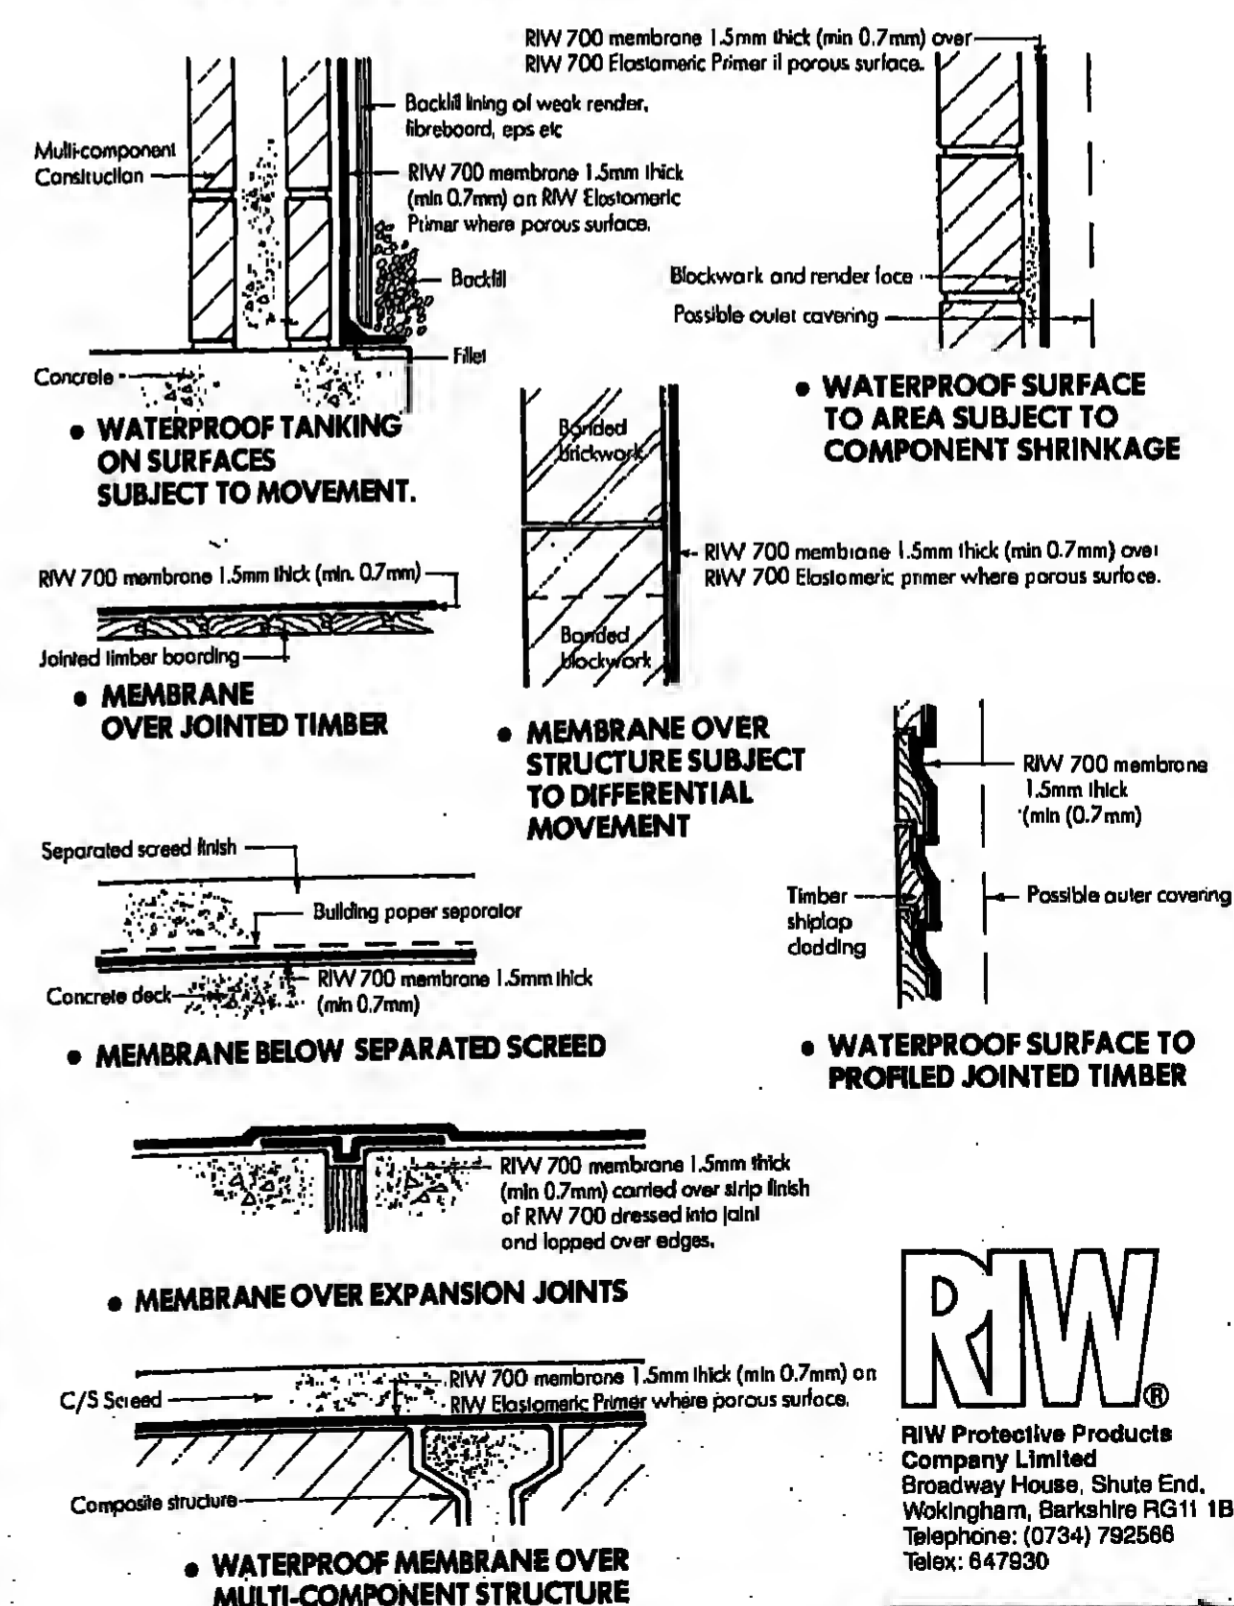 RIW 700 membrane 1.5mm thick (min 0.7mm) over
RIW 700 Elastomeric Primer if porous surface.
Backfill lining of weak render,
fibreboard, eps etc
Multi-component
Construction
RIW 700 membrane 1.5mm thick
(min 0.7mm) on RIW Elastomeric
Primar where porous surface.
Backfill
Fillet
Concrete
• WATERPROOF TANKING
ON SURFACES
SUBJECT TO MOVEMENT.
Blockwork and render face
Possible outer covering
• WATERPROOF SURFACE
TO AREA SUBJECT TO
COMPONENT SHRINKAGE
RIW 700 membrane 1.5mm thick (min. 0.7mm)
Jointed timber boarding
• MEMBRANE
OVER JOINTED TIMBER
Bonded
brickwork
RIW 700 membrane 1.5mm thick (min 0.7mm) over
RIW 700 Elastomeric primer where porous surface.
Bonded
blockwork
• MEMBRANE OVER
STRUCTURE SUBJECT
TO DIFFERENTIAL
MOVEMENT
RIW 700 membrane
1.5mm thick
(min (0.7mm)
Timber
shiplap
cladding
Possible outer covering
• WATERPROOF SURFACE TO
PROFILED JOINTED TIMBER
Separated screed finish
Building paper separator
RIW 700 membrane 1.5mm thick
(min 0.7mm)
Concrete deck
• MEMBRANE BELOW SEPARATED SCREED
RIW 700 membrane 1.5mm thick
(min 0.7mm) carried over strip finish
of RIW 700 dressed into joint
and lapped over edges.
• MEMBRANE OVER EXPANSION JOINTS
C/S Screed
RIW 700 membrane 1.5mm thick (min 0.7mm) on
RIW Elastomeric Primer where porous surface.
Composite structure
• WATERPROOF MEMBRANE OVER
MULTI-COMPONENT STRUCTURE
RIW®
RIW Protective Products
Company Limited
Broadway House, Shute End,
Wokingham, Barkshire RG11 1B
Telephone: (0734) 792566
Telex: 647930